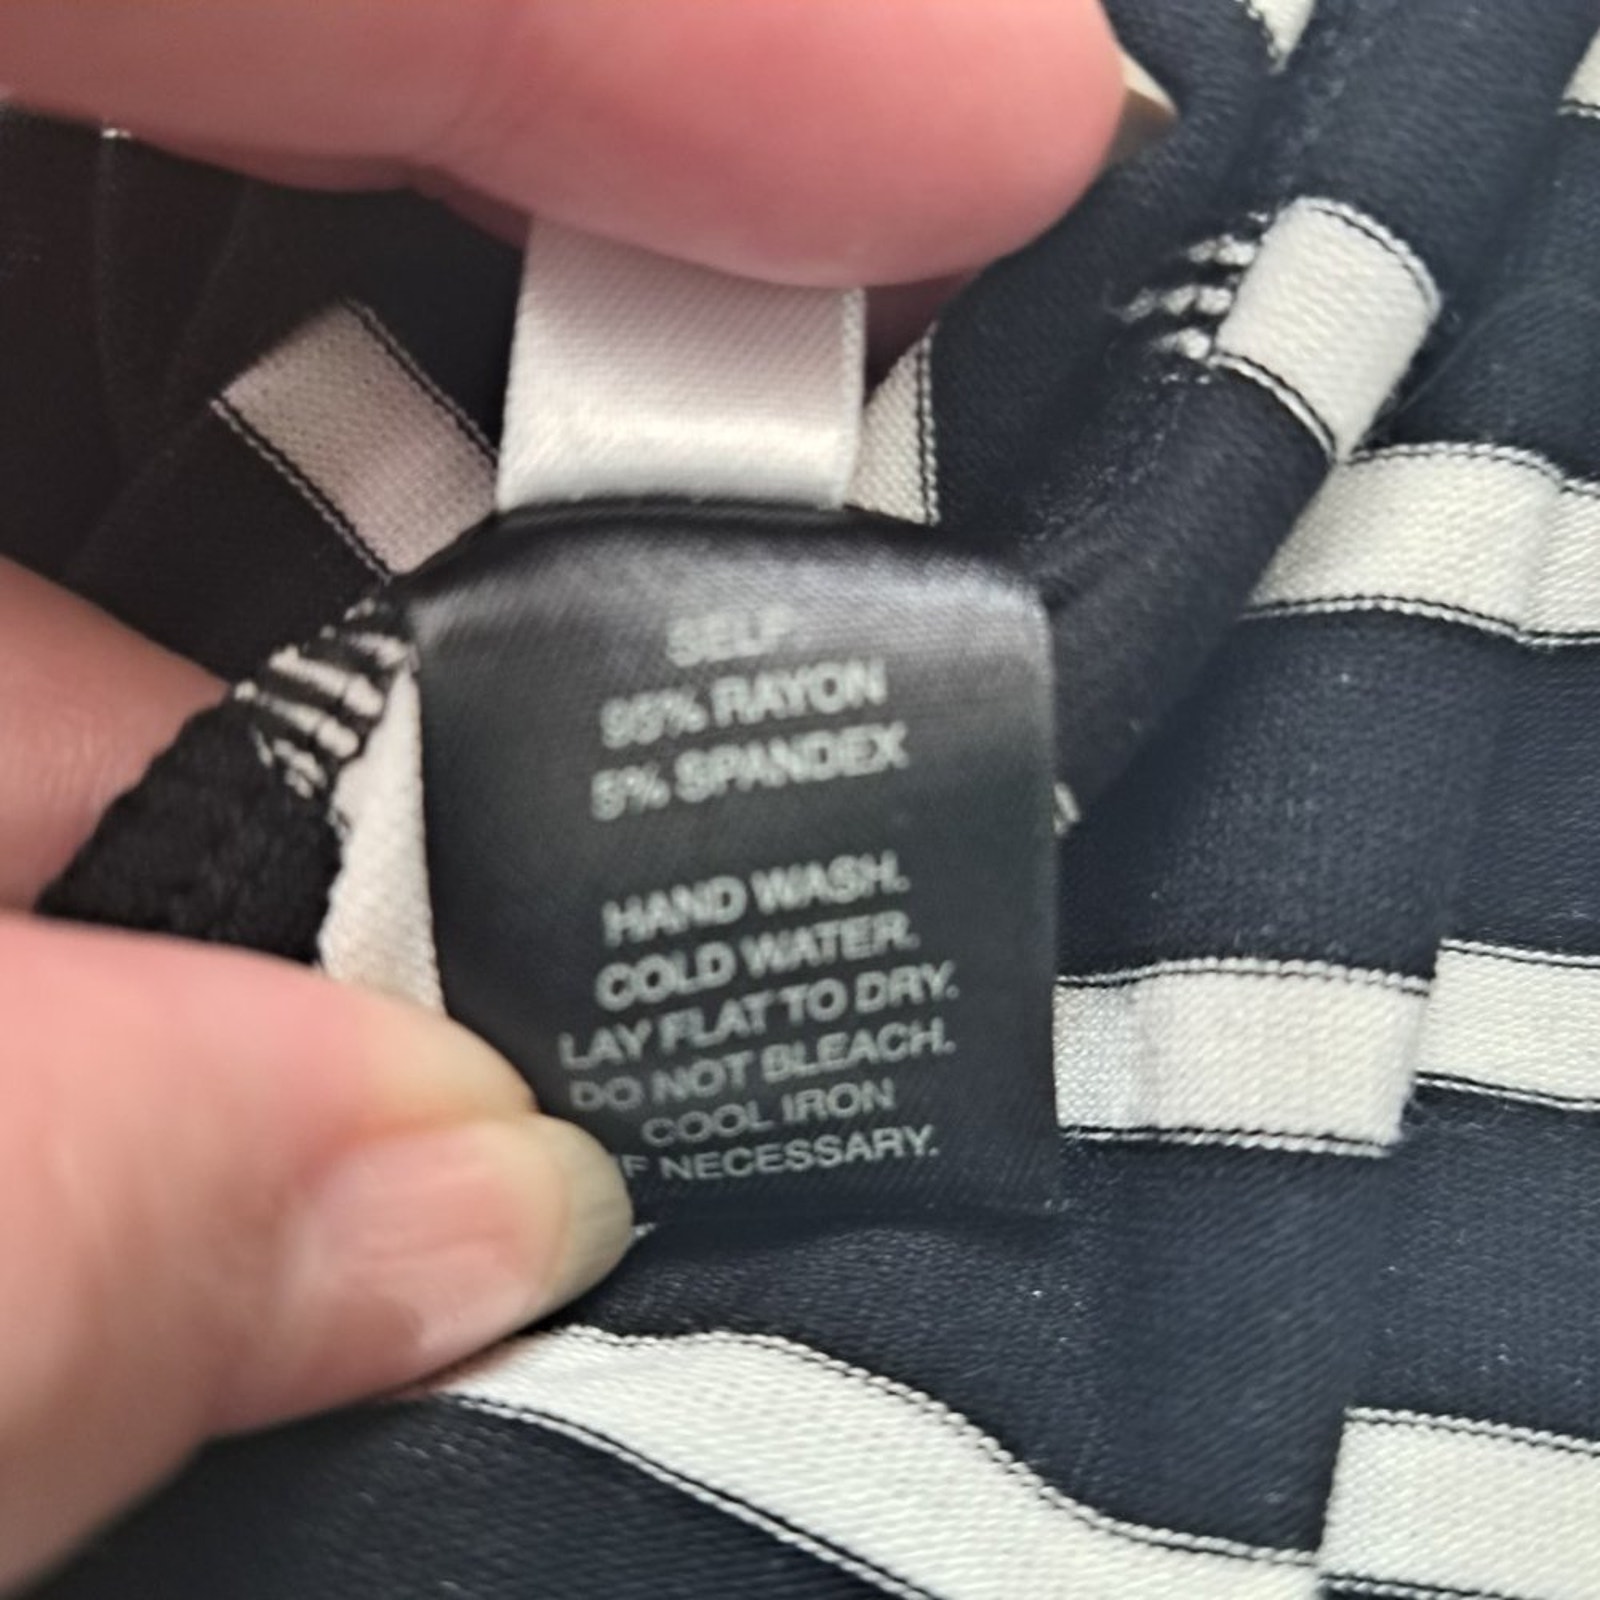 SELF:
95% RAYON
5% SPANDEX
HAND WASH.
COLD WATER.
LAY FLAT TO DRY.
DO NOT BLEACH.
COOL IRON
IF NECESSARY.